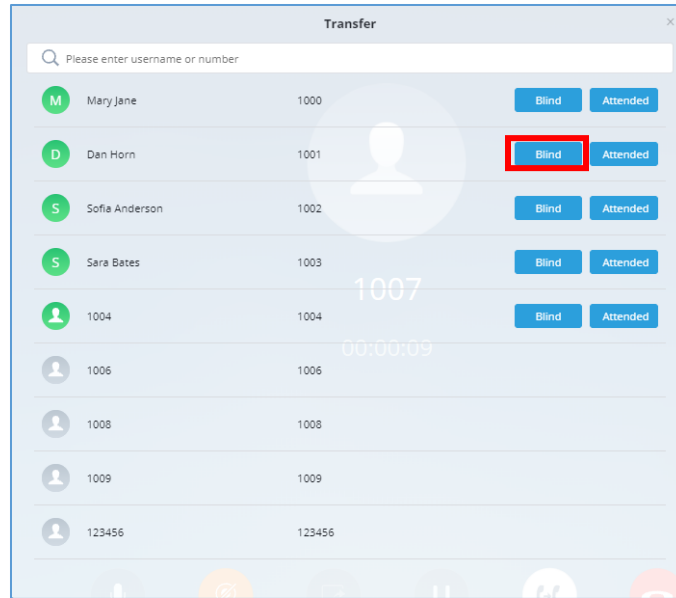 Transfer
Please enter username or number
M Mary Jane 1000 Blind Attended
D Dan Horn 1001 Blind Attended
S Sofia Anderson 1002 Blind Attended
S Sara Bates 1003 Blind Attended
1007
1004 1004 Blind Attended
00:00:09
1006 1006
1008 1008
1009 1009
123456 123456